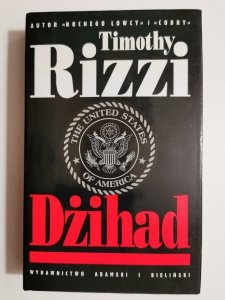 AUTOR »NOCNEGO ŁOWCY« I »COBRY«
Timothy
Rizzi
THE UNITED STATES
OF AMERICA
Dżihad
WYDAWNICTWO ADAMSKI I BIELIŃSKI